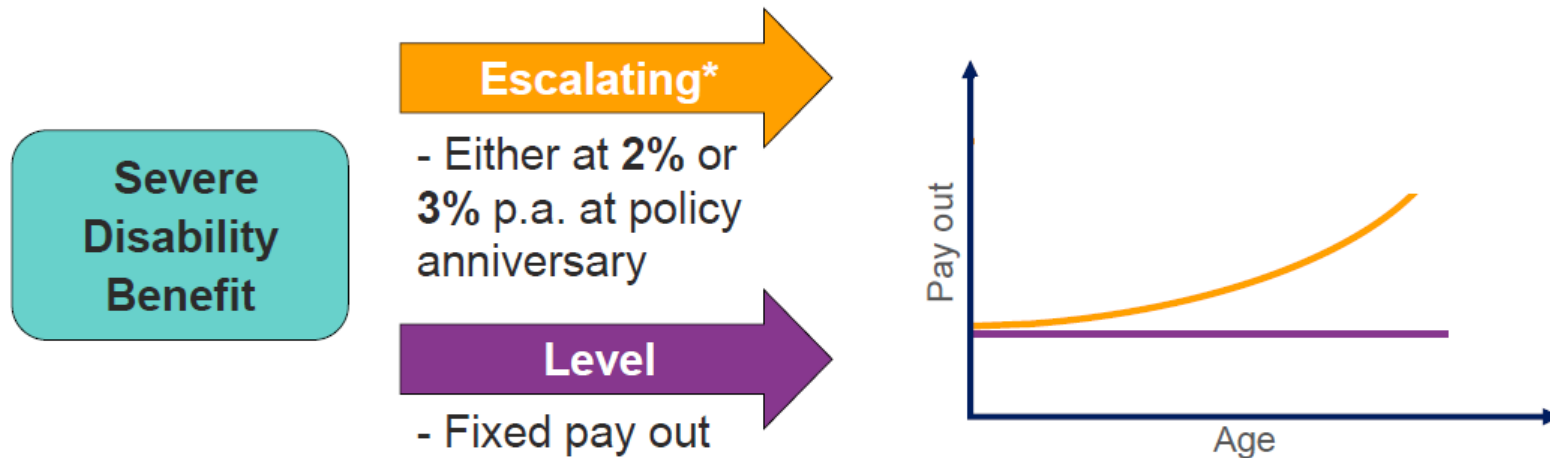 Severe
Disability
Benefit
Escalating*
- Either at 2% or
3% p.a. at policy
anniversary
Level
- Fixed pay out
Pay out
Age